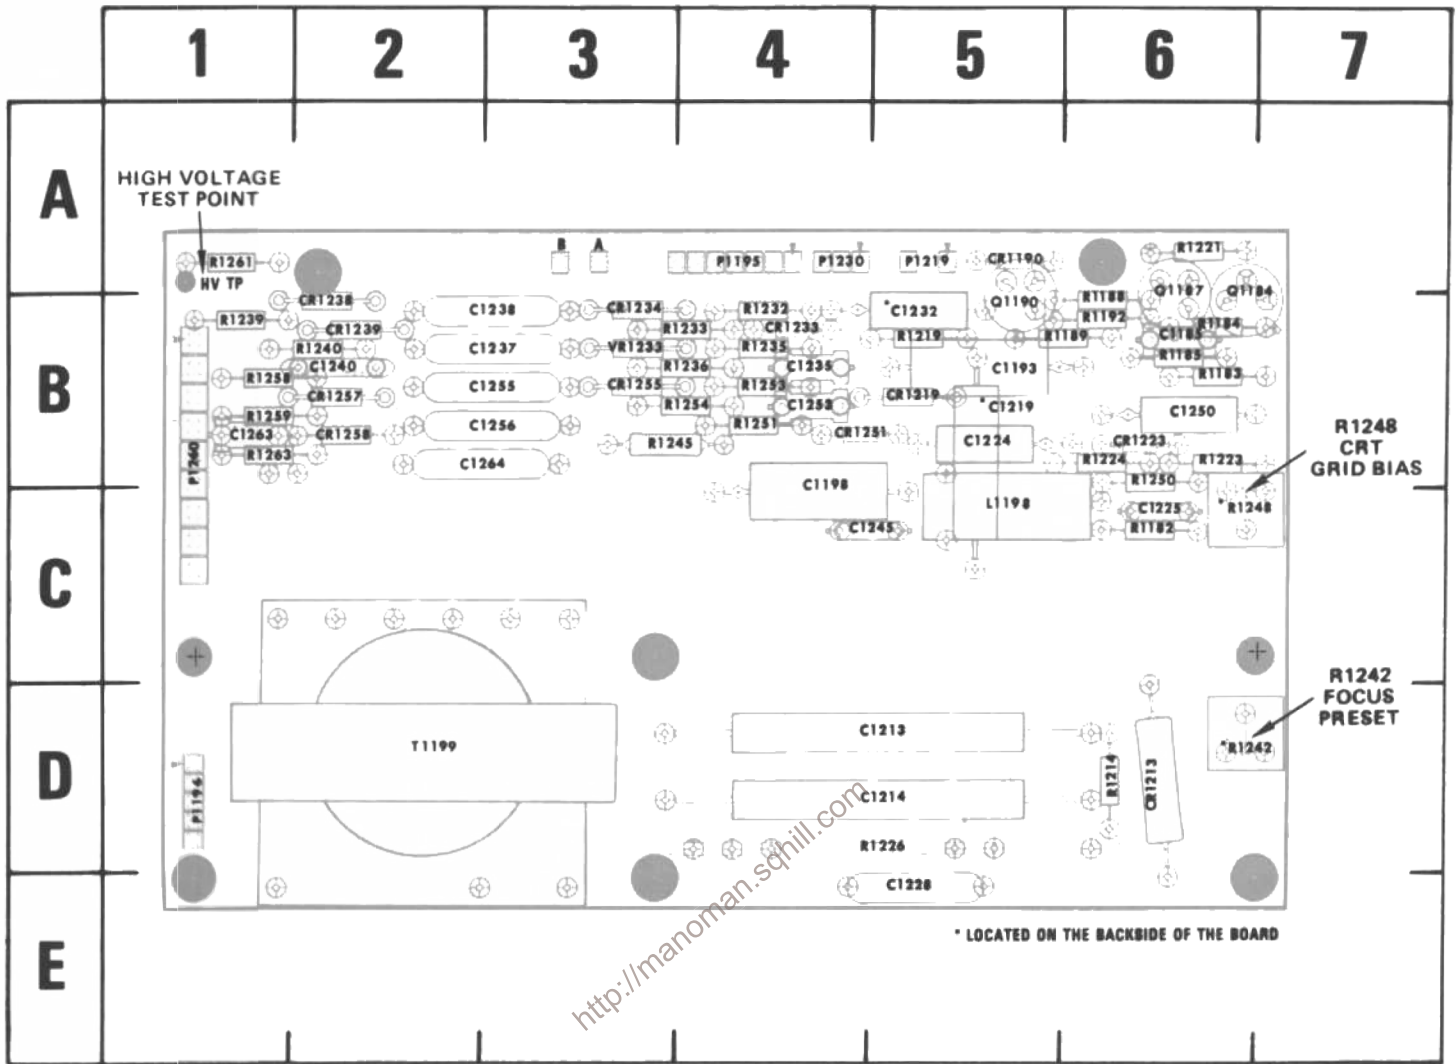 1 2 3 4 5 6 7
A
HIGH VOLTAGE
TEST POINT
B A
R1261
HV TP
P1195
P1230
P1219
CR1190
R1221
Q1187
Q1184
B
CR1238
C1238
CR1234
R1232
*C1232
Q1190
R1188
R1192
R1239
CR1239
R1233
CR1233
R1219
R1189
C1185
R1184
R1240
C1237
VR1233
R1235
R1185
C1240
R1236
C1235
C1193
R1183
R1258
C1255
CR1255
R1253
CR1257
R1254
C1253
CR1219
*C1219
C1250
R1259
C1256
R1251
C1263
CR1258
R1245
CR1251
C1224
CR1223
R1263
C1264
R1224
R1223
P1260
R1248
CRT
GRID BIAS
C
C1198
L1198
R1250
C1225
*R1248
C1245
R1182
R1242
FOCUS
PRESET
D
T1199
C1213
*R1242
P1194
C1214
R1214
CR1213
R1226
C1228
E
* LOCATED ON THE BACKSIDE OF THE BOARD
http://manoman.sqhill.com